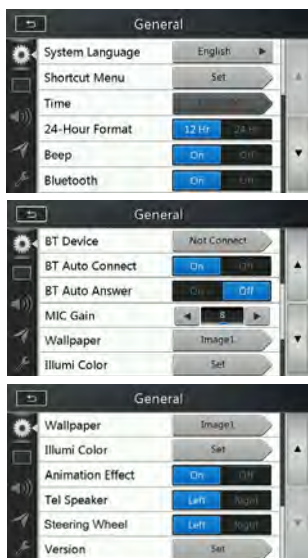 General
System Language English
Shortcut Menu Set
Time
24-Hour Format 12 Hr 24 Hr
Beep On Off
Bluetooth On Off
General
BT Device Not Connect
BT Auto Connect On Off
BT Auto Answer On Off
MIC Gain 8
Wallpaper Image1
Illumi Color Set
General
Wallpaper Image1
Illumi Color Set
Animation Effect On Off
Tel Speaker Left Right
Steering Wheel Left Right
Version Set